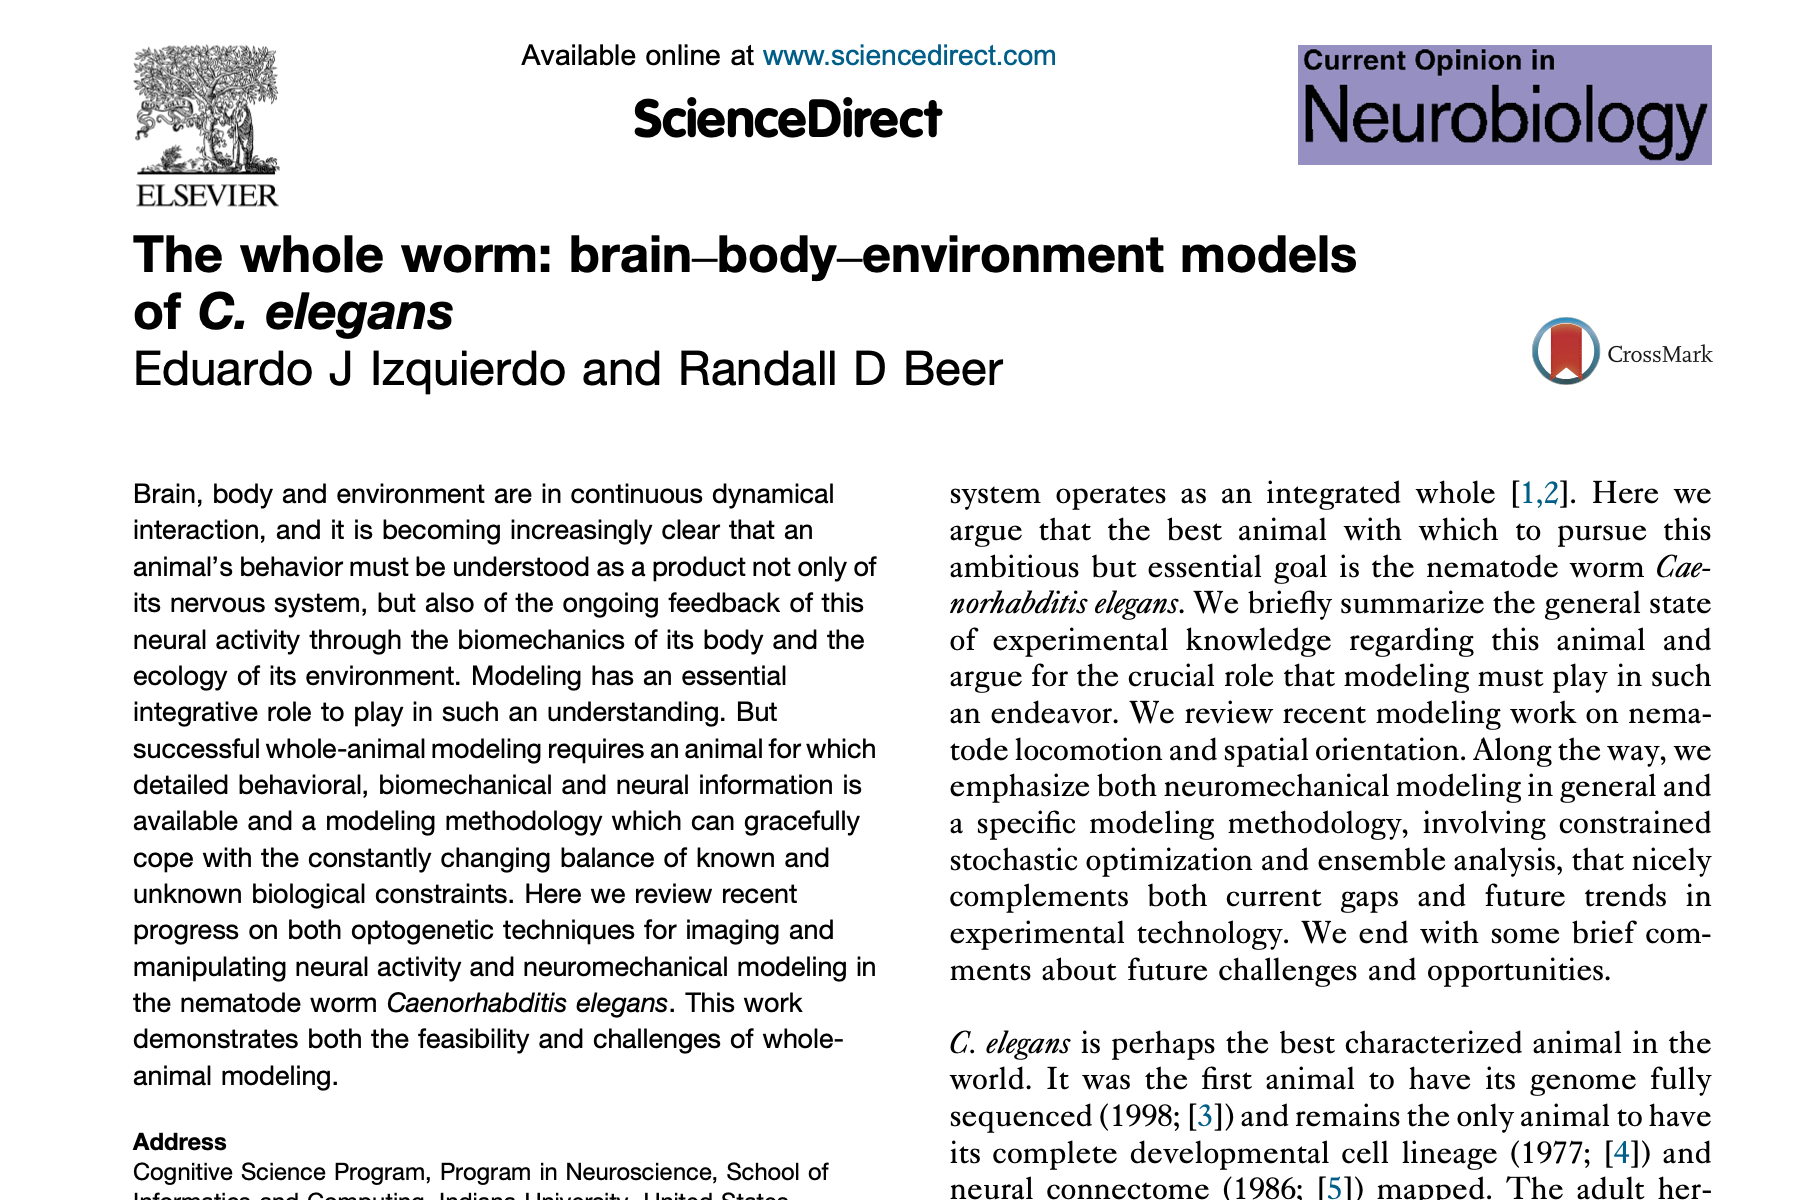 Available online at www.sciencedirect.com
ScienceDirect
Current Opinion in
Neurobiology
ELSEVIER
The whole worm: brain–body–environment models
of C. elegans
Eduardo J Izquierdo and Randall D Beer
CrossMark
Brain, body and environment are in continuous dynamical
interaction, and it is becoming increasingly clear that an
animal's behavior must be understood as a product not only of
its nervous system, but also of the ongoing feedback of this
neural activity through the biomechanics of its body and the
ecology of its environment. Modeling has an essential
integrative role to play in such an understanding. But
successful whole-animal modeling requires an animal for which
detailed behavioral, biomechanical and neural information is
available and a modeling methodology which can gracefully
cope with the constantly changing balance of known and
unknown biological constraints. Here we review recent
progress on both optogenetic techniques for imaging and
manipulating neural activity and neuromechanical modeling in
the nematode worm Caenorhabditis elegans. This work
demonstrates both the feasibility and challenges of whole-
animal modeling.
Address
Cognitive Science Program, Program in Neuroscience, School of
Informatics and Computing, Indiana University, United States
system operates as an integrated whole [1,2]. Here we
argue that the best animal with which to pursue this
ambitious but essential goal is the nematode worm Cae-
norhabditis elegans. We briefly summarize the general state
of experimental knowledge regarding this animal and
argue for the crucial role that modeling must play in such
an endeavor. We review recent modeling work on nema-
tode locomotion and spatial orientation. Along the way, we
emphasize both neuromechanical modeling in general and
a specific modeling methodology, involving constrained
stochastic optimization and ensemble analysis, that nicely
complements both current gaps and future trends in
experimental technology. We end with some brief com-
ments about future challenges and opportunities.
C. elegans is perhaps the best characterized animal in the
world. It was the first animal to have its genome fully
sequenced (1998; [3]) and remains the only animal to have
its complete developmental cell lineage (1977; [4]) and
neural connectome (1986; [5]) mapped. The adult her-